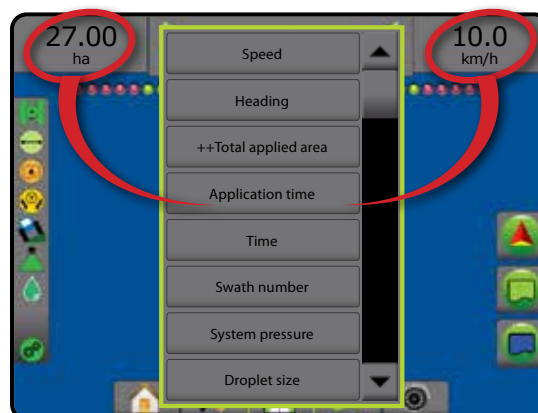 27.00
ha
10.0
km/h
Speed
Heading
++Total applied area
Application time
Time
Swath number
System pressure
Droplet size